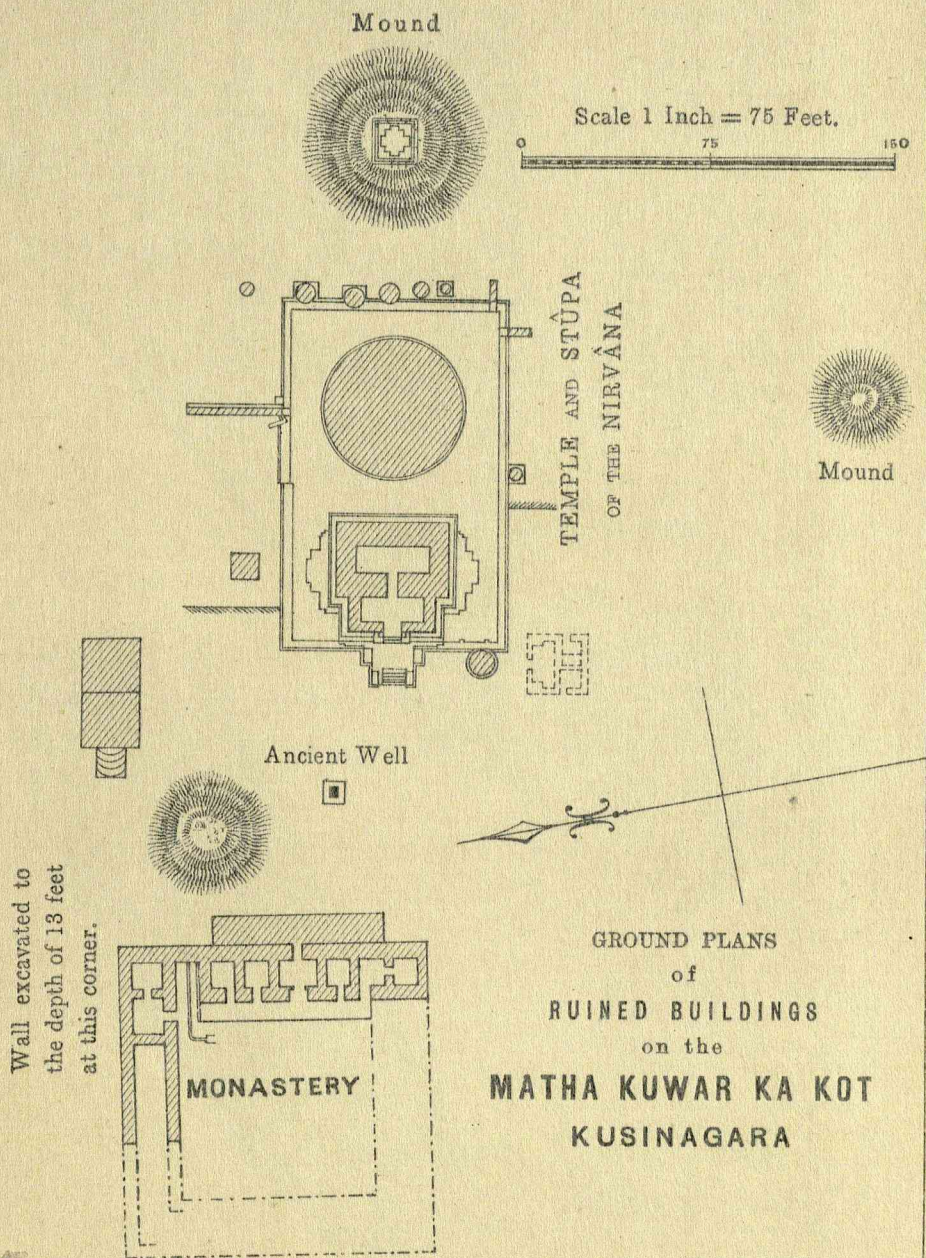 Mound
Scale 1 Inch = 75 Feet.
0 75 150
TEMPLE AND STÛPA
OF THE NIRVÂNA
Mound
Ancient Well
Wall excavated to
the depth of 13 feet
at this corner.
MONASTERY
GROUND PLANS
of
RUINED BUILDINGS
on the
MATHA KUWAR KA KOT
KUSINAGARA